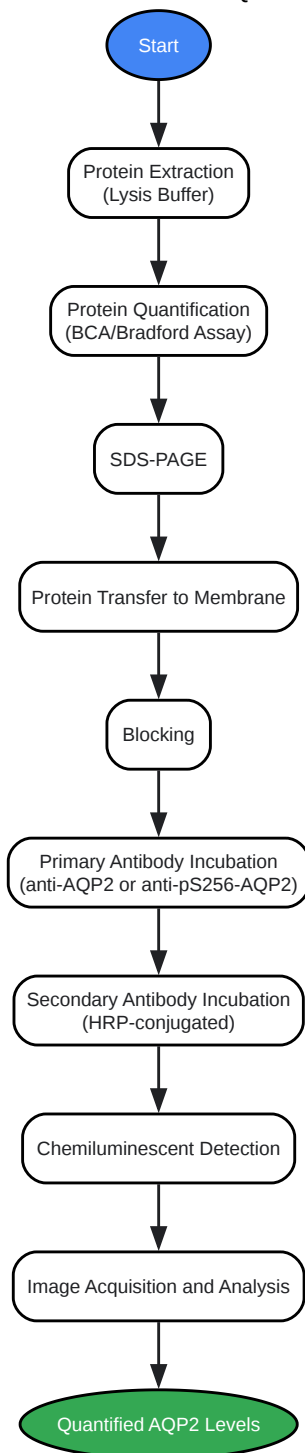 Start
Protein Extraction
(Lysis Buffer)
Protein Quantification
(BCA/Bradford Assay)
SDS-PAGE
Protein Transfer to Membrane
Blocking
Primary Antibody Incubation
(anti-AQP2 or anti-pS256-AQP2)
Secondary Antibody Incubation
(HRP-conjugated)
Chemiluminescent Detection
Image Acquisition and Analysis
Quantified AQP2 Levels